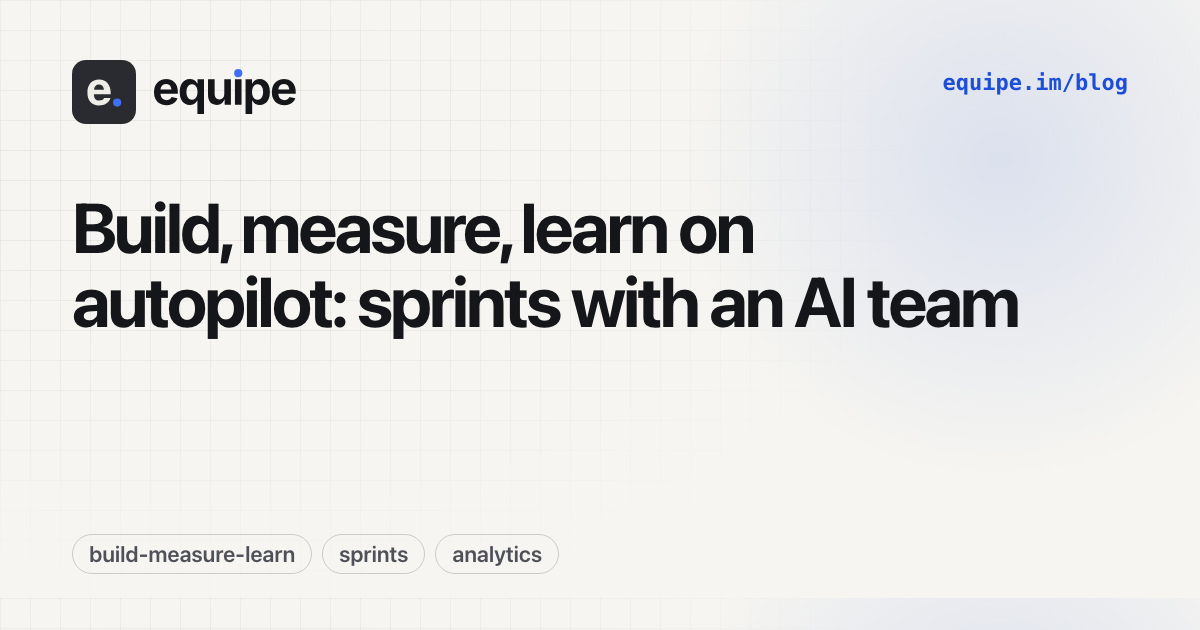 e.
equipe
equipe.im/blog
Build, measure, learn on
autopilot: sprints with an AI team
build-measure-learn
sprints
analytics